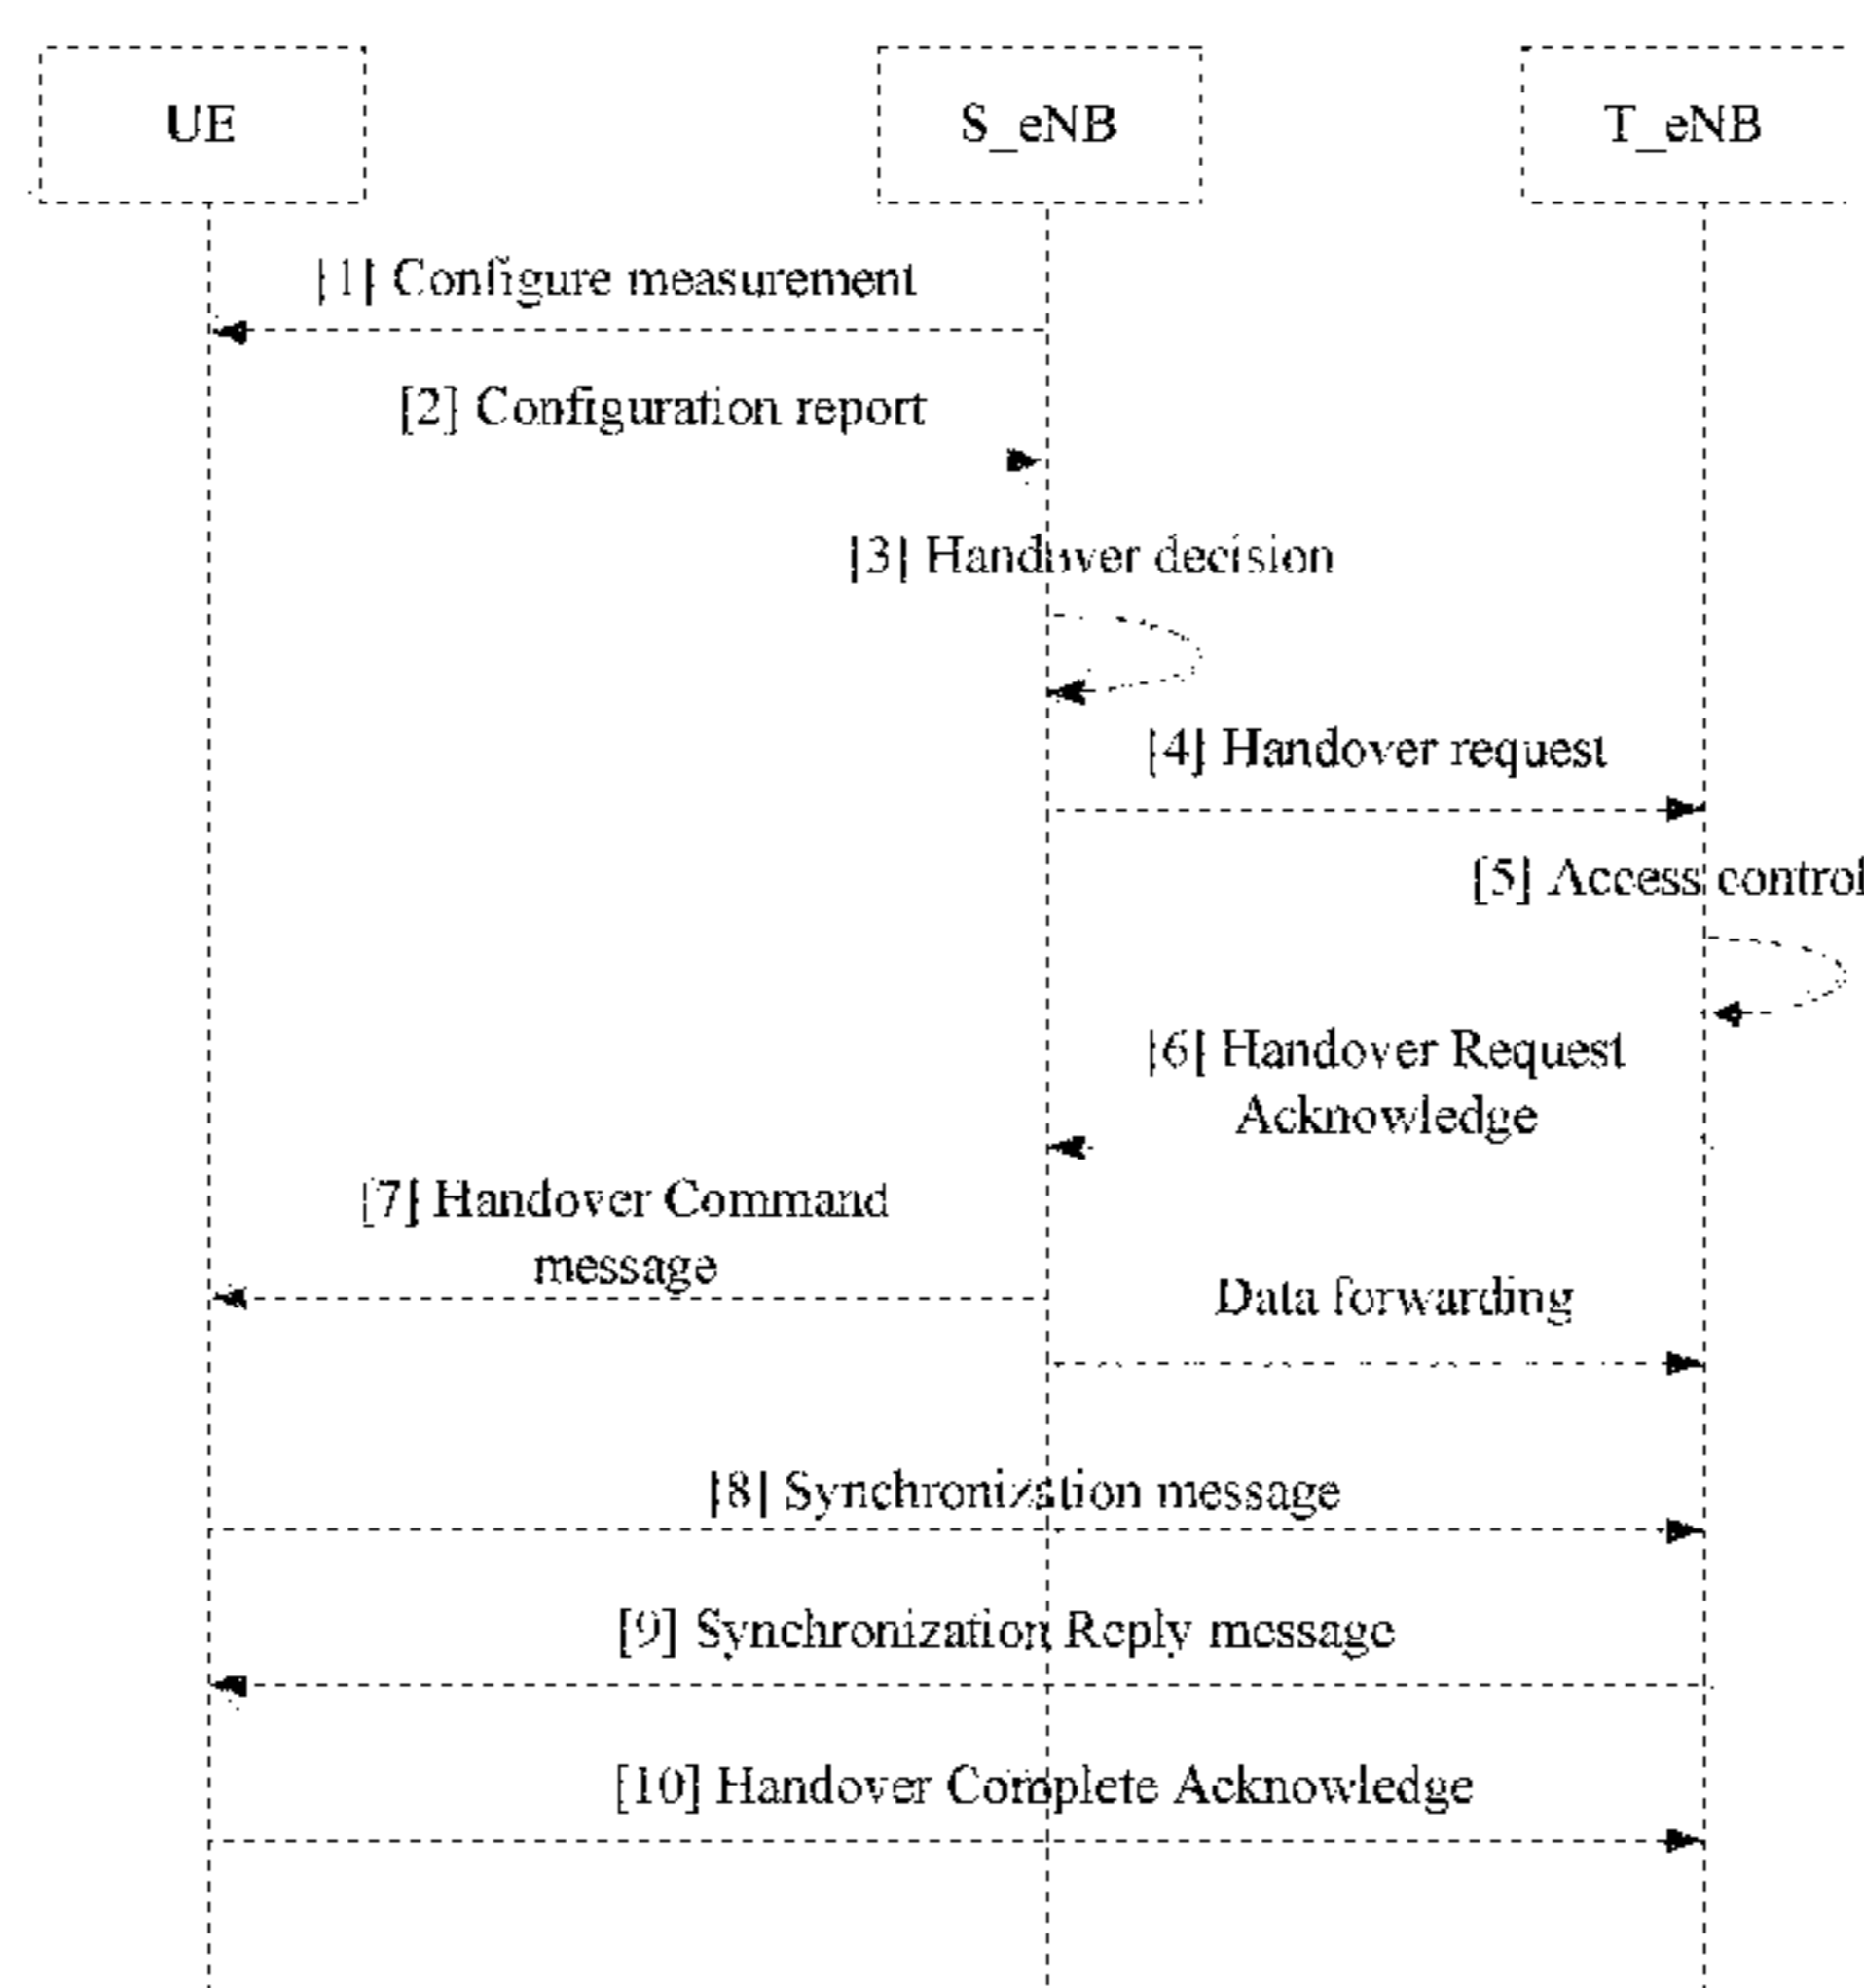 UE
S_eNB
T_eNB
[1] Configure measurement
[2] Configuration report
[3] Handover decision
[4] Handover request
[5] Access control
[6] Handover Request
Acknowledge
[7] Handover Command
message
Data forwarding
[8] Synchronization message
[9] Synchronization Reply message
[10] Handover Complete Acknowledge